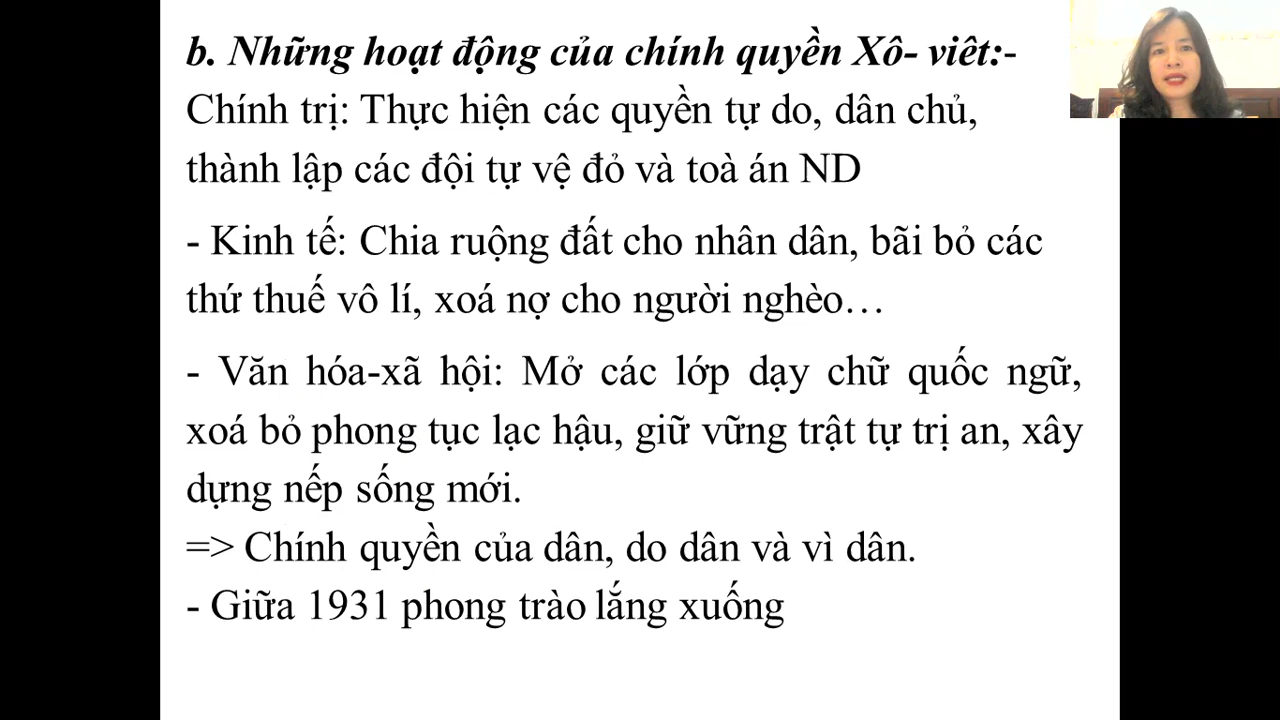 b. Những hoạt động của chính quyền Xô- viêt:-
Chính trị: Thực hiện các quyền tự do, dân chủ,
thành lập các đội tự vệ đỏ và toà án ND
- Kinh tế: Chia ruộng đất cho nhân dân, bãi bỏ các
thứ thuế vô lí, xoá nợ cho người nghèo…
- Văn hóa-xã hội: Mở các lớp dạy chữ quốc ngữ,
xoá bỏ phong tục lạc hậu, giữ vững trật tự trị an, xây
dựng nếp sống mới.
=> Chính quyền của dân, do dân và vì dân.
- Giữa 1931 phong trào lắng xuống